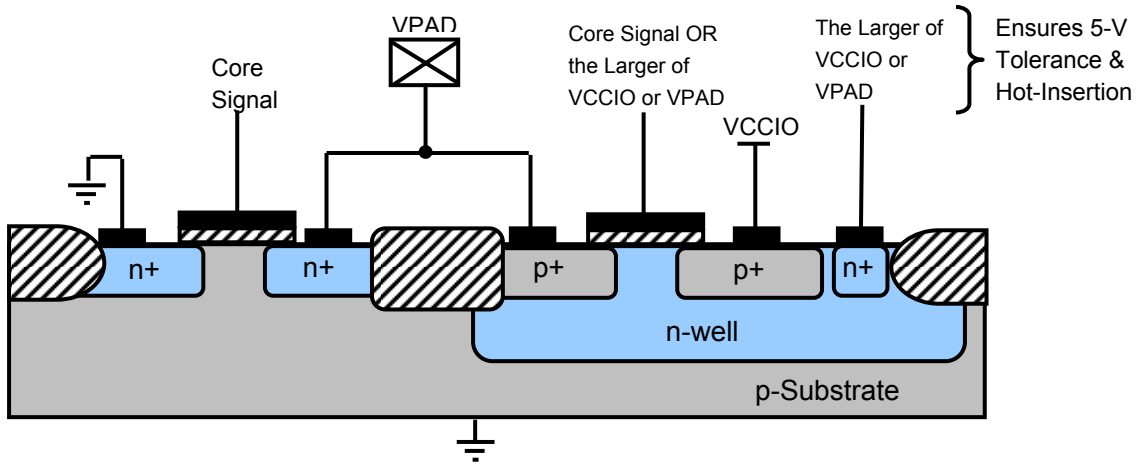 VPAD
Core
Signal
Core Signal OR
the Larger of
VCCIO or VPAD
VCCIO
The Larger of
VCCIO or
VPAD
Ensures 5-V
Tolerance &
Hot-Insertion
n+
n+
p+
p+
n+
n-well
p-Substrate